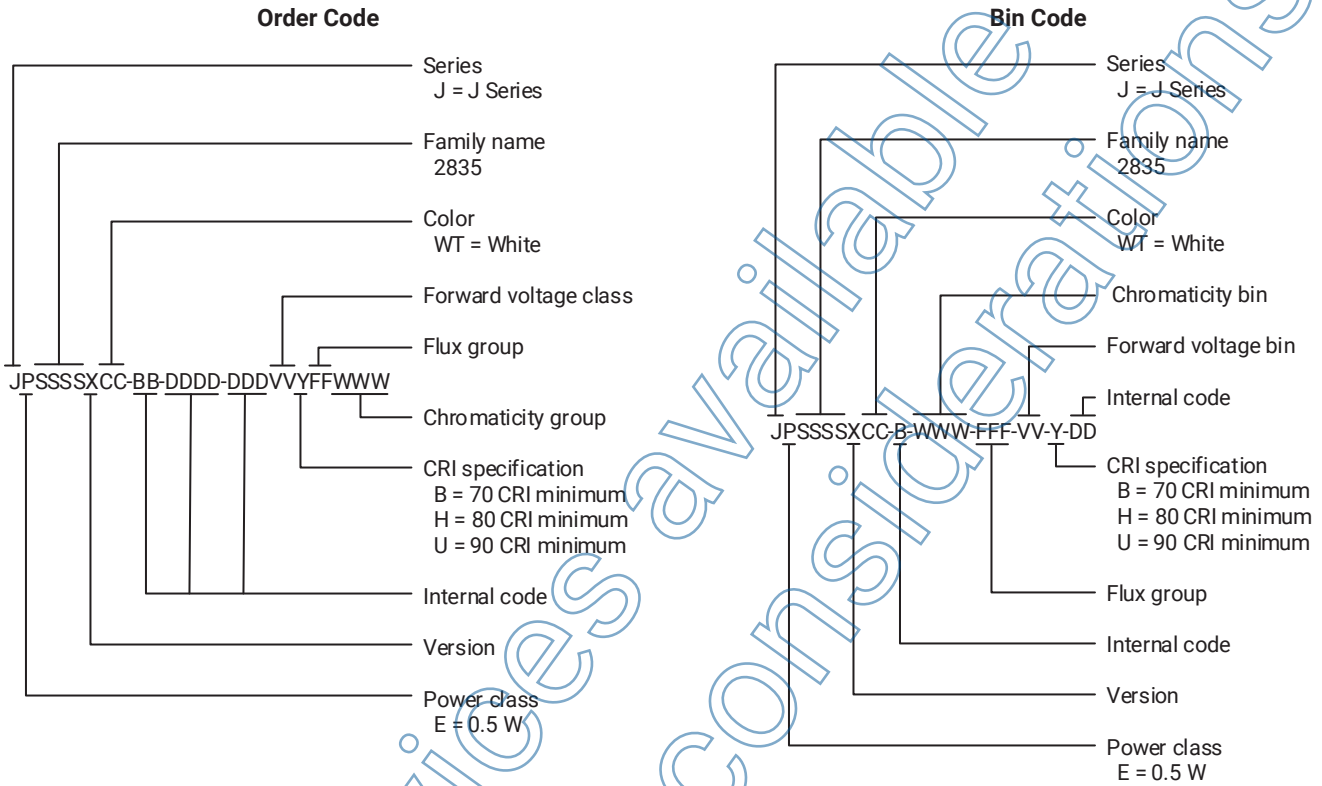 Order Code
Series
J = J Series
Family name
2835
Color
WT = White
Forward voltage class
Flux group
JPSSSSXCC-BB-DDDD-DDDVVYFFWWW
Chromaticity group
CRI specification
B = 70 CRI minimum
H = 80 CRI minimum
U = 90 CRI minimum
Internal code
Version
Power class
E = 0.5 W
Bin Code
Series
J = J Series
Family name
2835
Color
WT = White
Chromaticity bin
Forward voltage bin
Internal code
JPSSSSXCC-B-WWW-FFF-VV-Y-DD
CRI specification
B = 70 CRI minimum
H = 80 CRI minimum
U = 90 CRI minimum
Flux group
Internal code
Version
Power class
E = 0.5 W
vices available
considerations